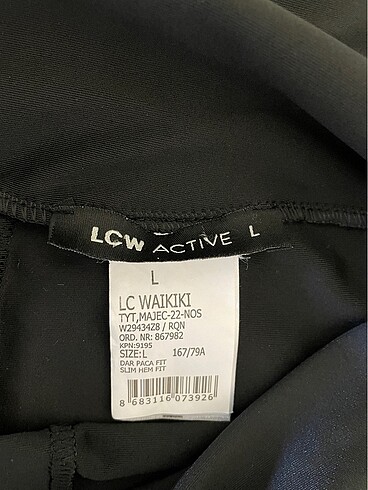 LCW ACTIVE L
L
LC WAIKIKI
TYT,MAJEC-22-NOS
W29434Z8 / RQN
ORD. NR: 867982
KPN:9195
SIZE:L 167/79A
DAR PAÇA FIT
SLIM HEM FIT
8 683116 073926